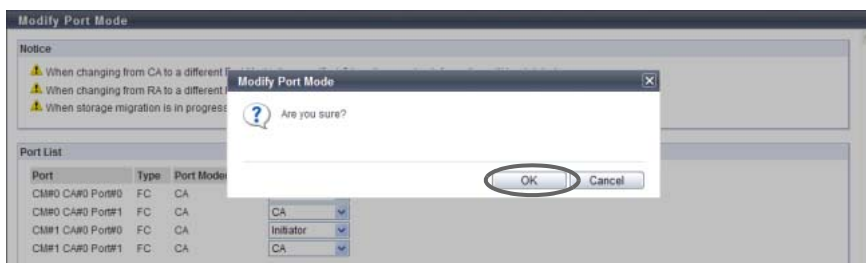 Modify Port Mode
Notice
When changing from CA to a different
When changing from RA to a different
When storage migration is in progress
Modify Port Mode
Are you sure?
OK Cancel
Port List
Port Type Port Mode
CM#0 CA#0 Port#0 FC CA
CM#0 CA#0 Port#1 FC CA CA
CM#1 CA#0 Port#0 FC CA Initiator
CM#1 CA#0 Port#1 FC CA CA